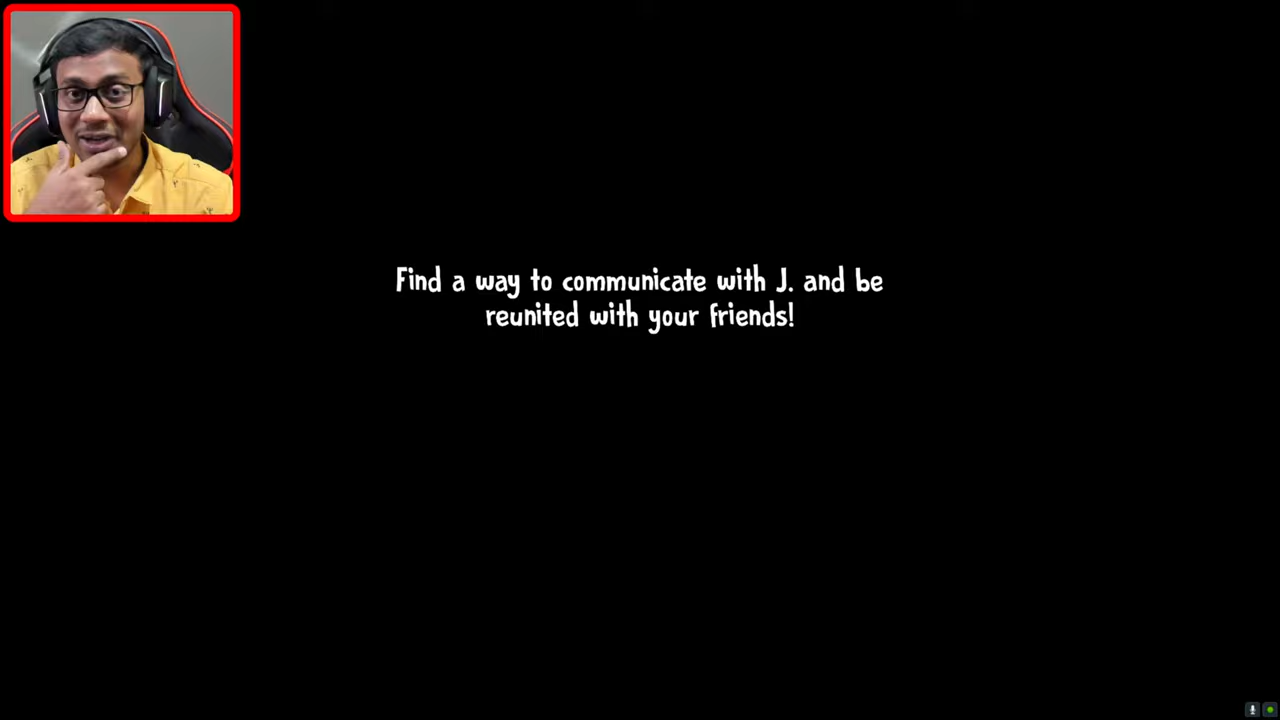 Find a way to communicate with J. and be
reunited with your friends!